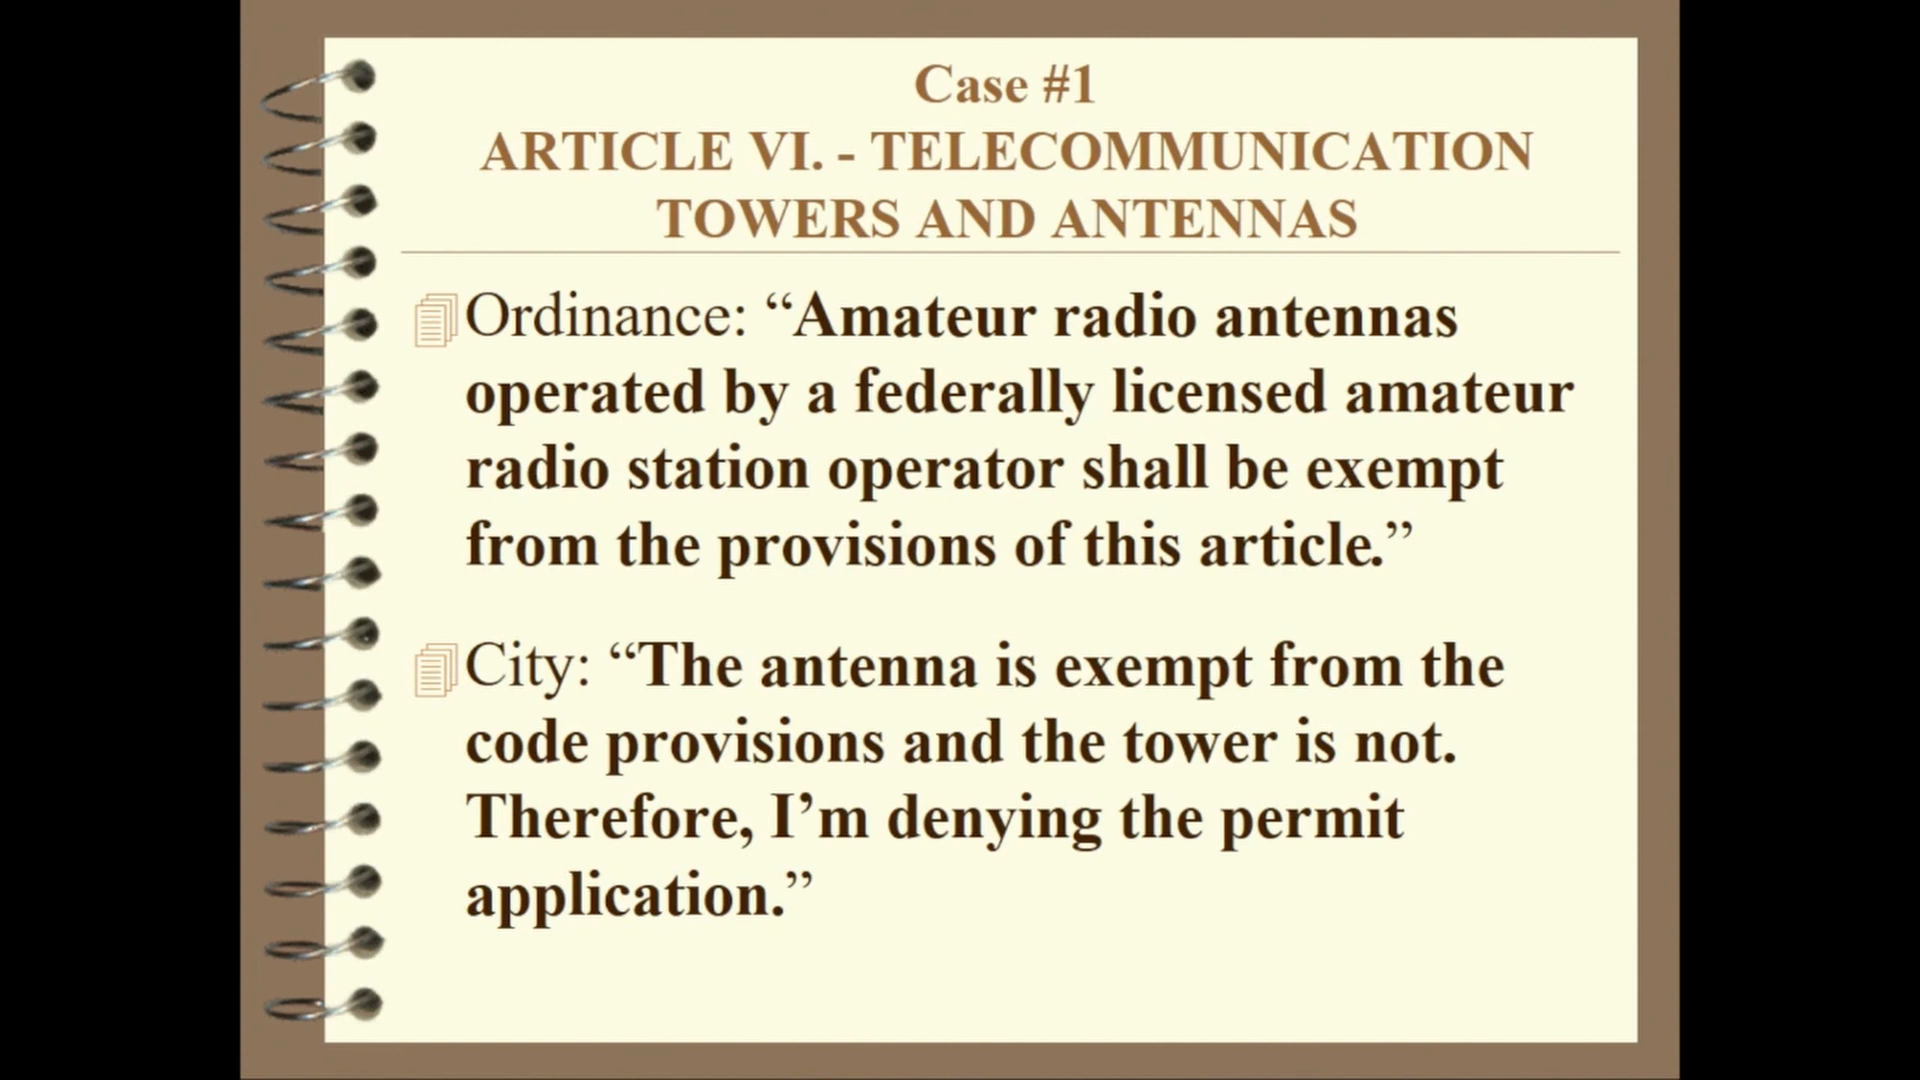 Case #1
ARTICLE VI. - TELECOMMUNICATION
TOWERS AND ANTENNAS
Ordinance: “Amateur radio antennas
operated by a federally licensed amateur
radio station operator shall be exempt
from the provisions of this article.”
City: “The antenna is exempt from the
code provisions and the tower is not.
Therefore, I’m denying the permit
application.”